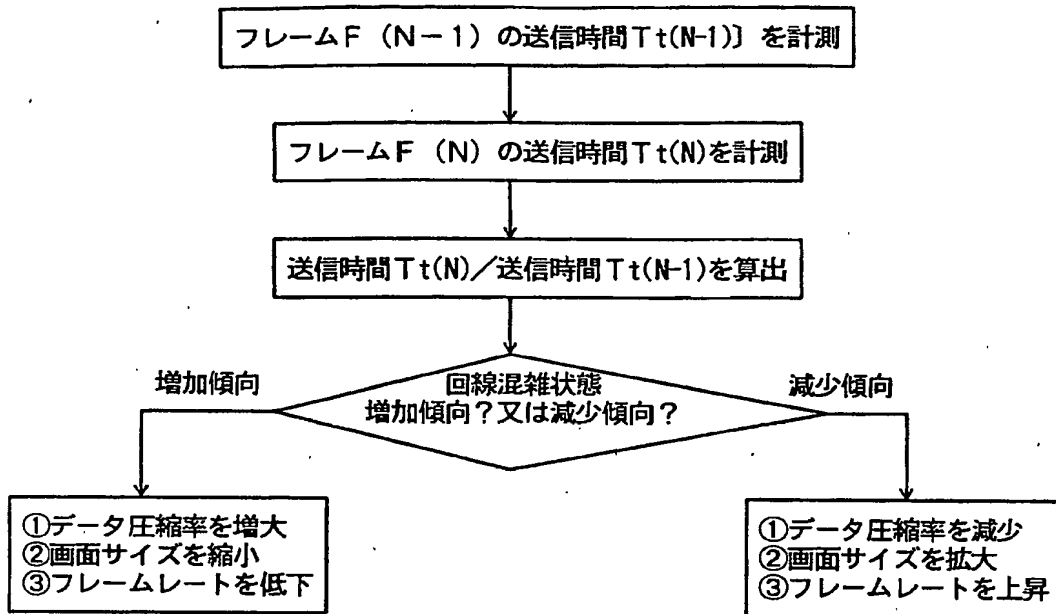 フレームF（N－1）の送信時間Tt(N-1)〕を計測
フレームF（N）の送信時間Tt(N)を計測
送信時間Tt(N)／送信時間Tt(N-1)を算出
回線混雑状態
増加傾向？又は減少傾向？
増加傾向
減少傾向
①データ圧縮率を増大
②画面サイズを縮小
③フレームレートを低下
①データ圧縮率を減少
②画面サイズを拡大
③フレームレートを上昇